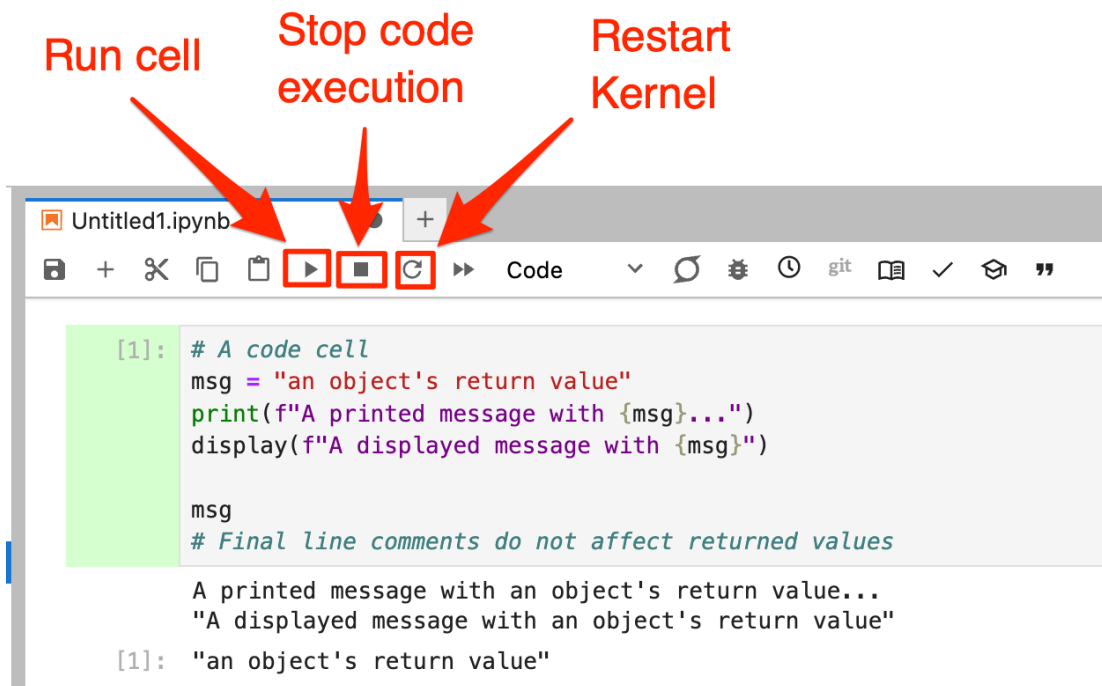 Run cell
Stop code
execution
Restart
Kernel
Untitled1.ipynb
Code
git
[1]:
# A code cell
msg = "an object's return value"
print(f"A printed message with {msg}...")
display(f"A displayed message with {msg}")
msg
# Final line comments do not affect returned values
A printed message with an object's return value...
"A displayed message with an object's return value"
[1]: "an object's return value"